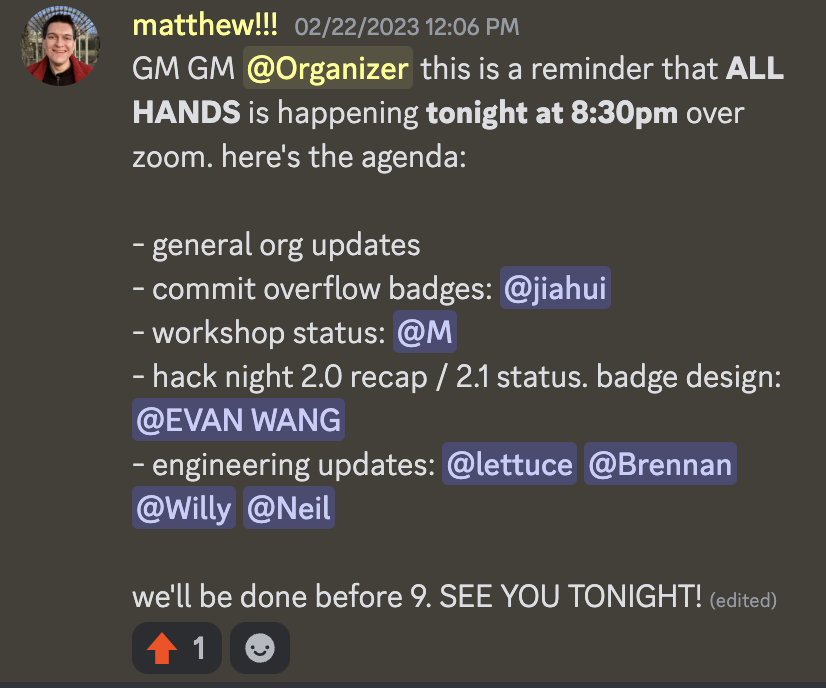 matthew!!! 02/22/2023 12:06 PM
GM GM @Organizer this is a reminder that ALL
HANDS is happening tonight at 8:30pm over
zoom. here's the agenda:
- general org updates
- commit overflow badges: @jiahui
- workshop status: @M
- hack night 2.0 recap / 2.1 status. badge design:
@EVAN WANG
- engineering updates: @lettuce @Brennan
@Willy @Neil
we'll be done before 9. SEE YOU TONIGHT! (edited)
1